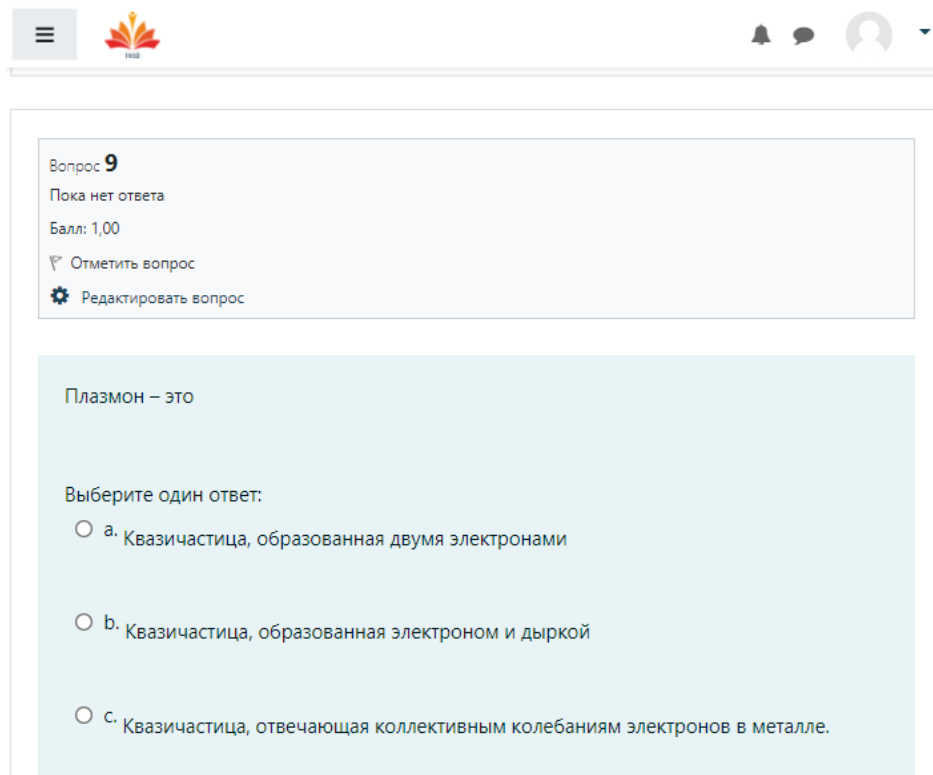 Вопрос 9
Пока нет ответа
Балл: 1,00
Отметить вопрос
Редактировать вопрос
Плазмон – это
Выберите один ответ:
a. Квазичастица, образованная двумя электронами
b. Квазичастица, образованная электроном и дыркой
c. Квазичастица, отвечающая коллективным колебаниям электронов в металле.